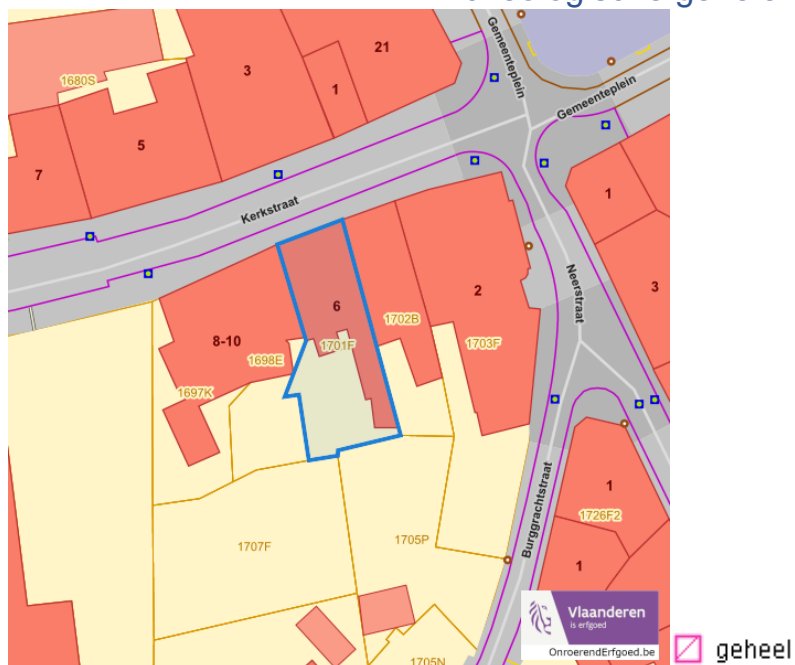 21
Gemeenteplein
3
1
1680S
Gemeenteplein
5
7
1
Kerkstraat
Neerstraat
3
2
6
1702B
8-10
1701F
1703F
1698E
1697K
1
1726F2
Burggrachtstraat
1707F
1705P
1
Vlaanderen
is erfgoed
OnroerendErfgoed.be
geheel
1705N